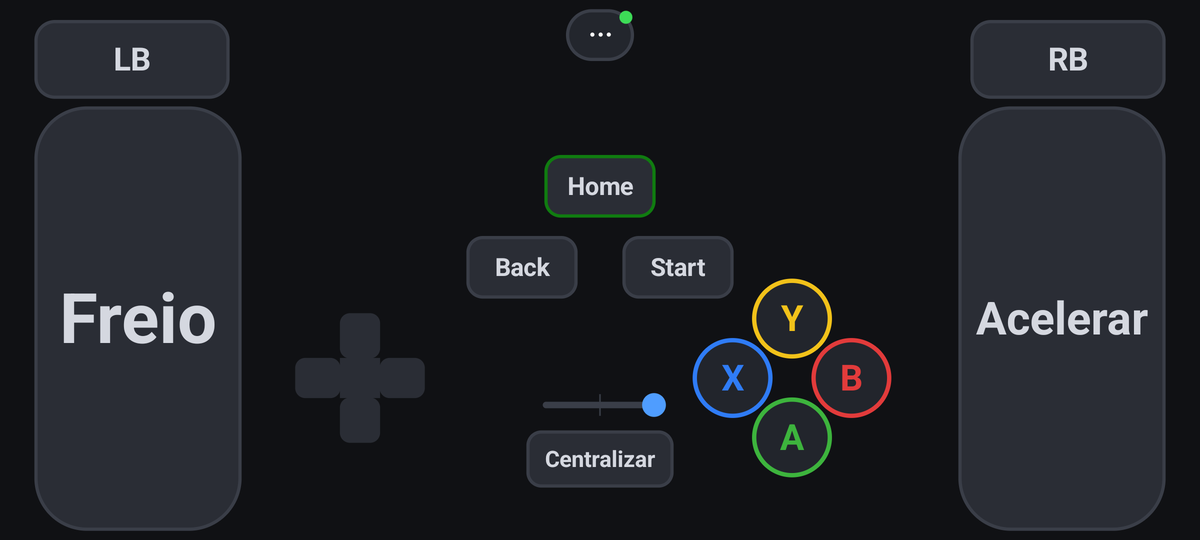 LB
...
RB
Home
Back
Start
Freio
Y
Acelerar
X
B
A
Centralizar